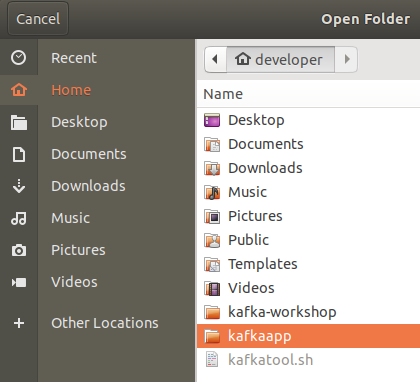 Cancel
Open Folder
Recent
Home
Desktop
Documents
Downloads
Music
Pictures
Videos
Other Locations
developer
Name
Desktop
Documents
Downloads
Music
Pictures
Public
Templates
Videos
kafka-workshop
kafkaapp
kafkatool.sh